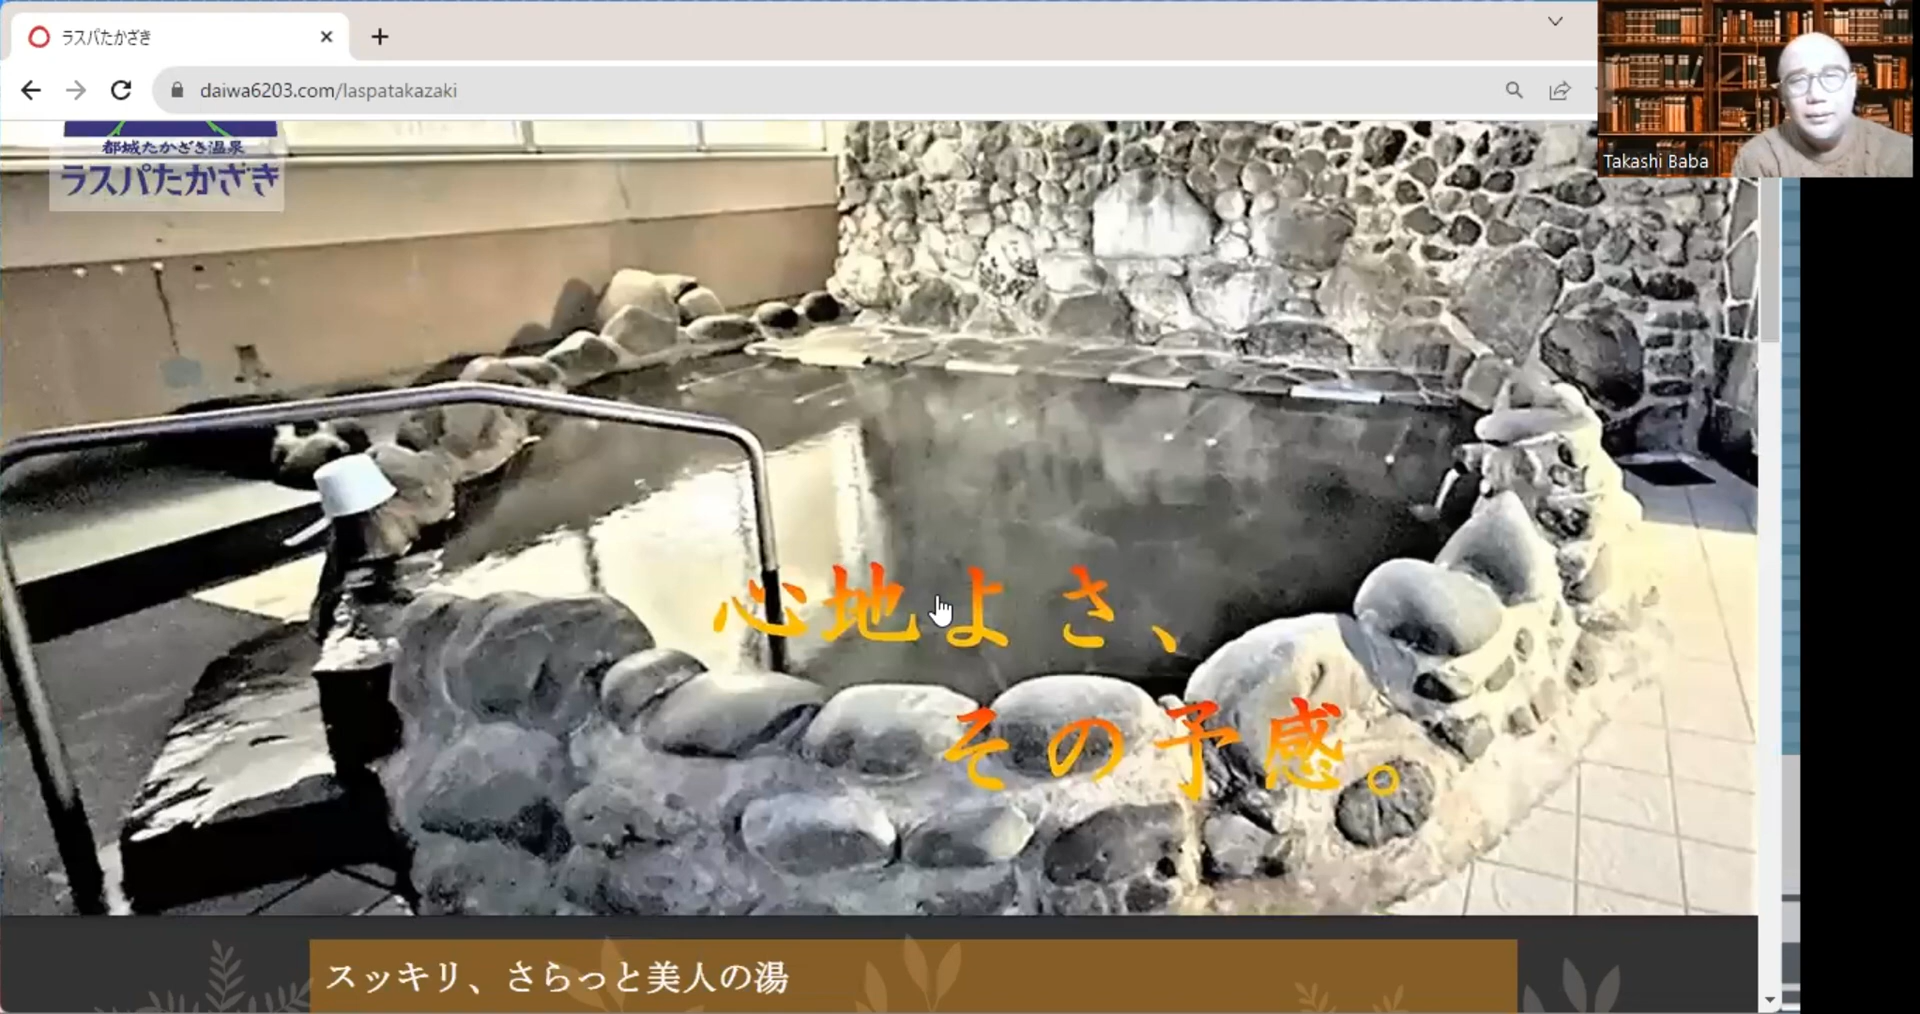 ラスパたかざき
daiwa6203.com/laspatakazaki
Takashi Baba
都城たかざき温泉
ラスパたかざき
心地よさ、
その予感。
スッキリ、さらっと美人の湯